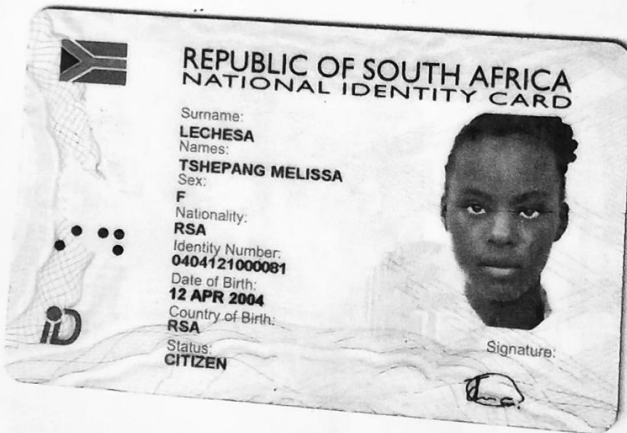 REPUBLIC OF SOUTH AFRICA
NATIONAL IDENTITY CARD
Surname:
LECHESA
Names:
TSHEPANG MELISSA
Sex:
F
Nationality:
RSA
Identity Number:
0404121000081
Date of Birth:
12 APR 2004
Country of Birth:
RSA
Status:
CITIZEN
Signature:
iD